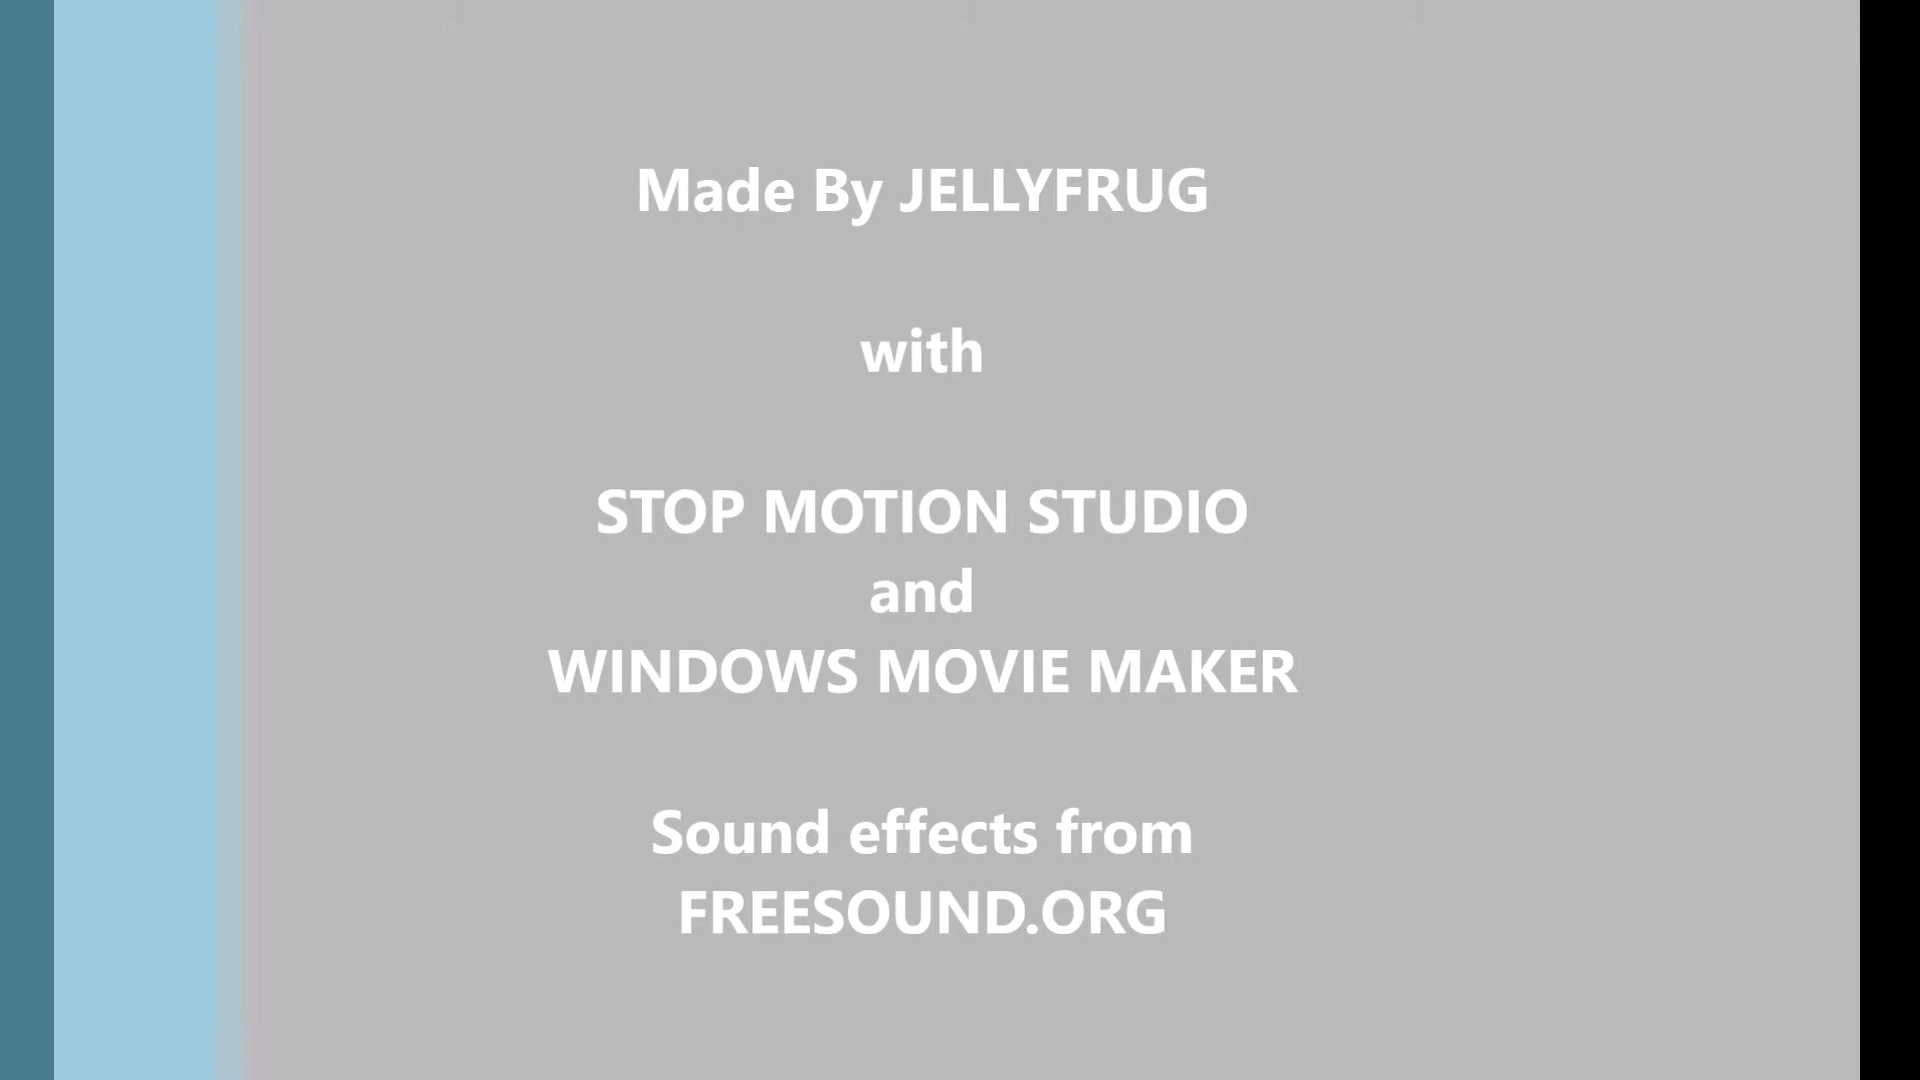 Made By JELLYFRUG
with
STOP MOTION STUDIO
and
WINDOWS MOVIE MAKER
Sound effects from
FREESOUND.ORG